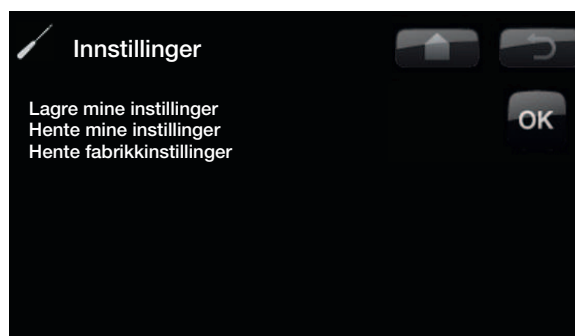 Innstillinger
Lagre mine instillinger
OK
Hente mine instillinger
Hente fabrikkinstillinger